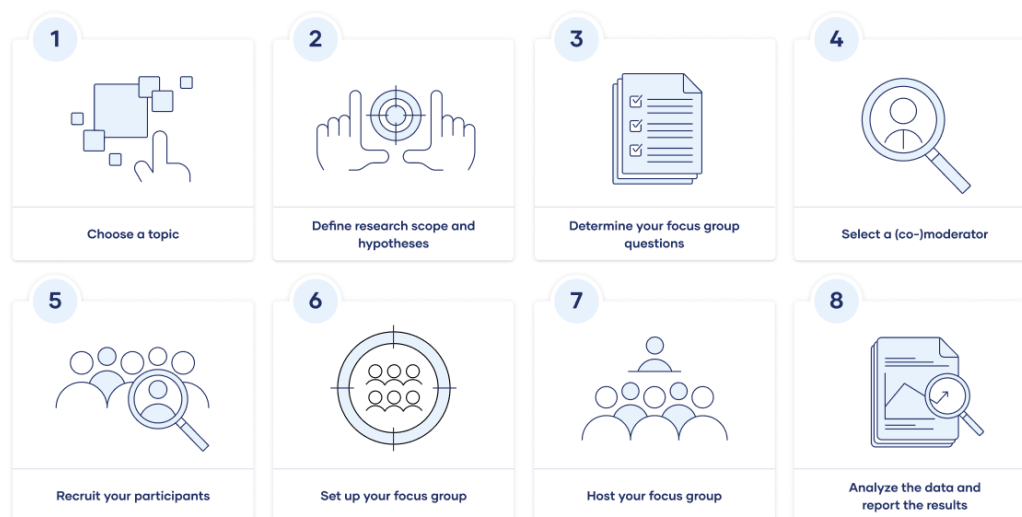 1
2
3
4
Choose a topic
Define research scope and
hypotheses
Determine your focus group
questions
Select a (co-)moderator
5
6
7
8
Recruit your participants
Set up your focus group
Host your focus group
Analyze the data and
report the results